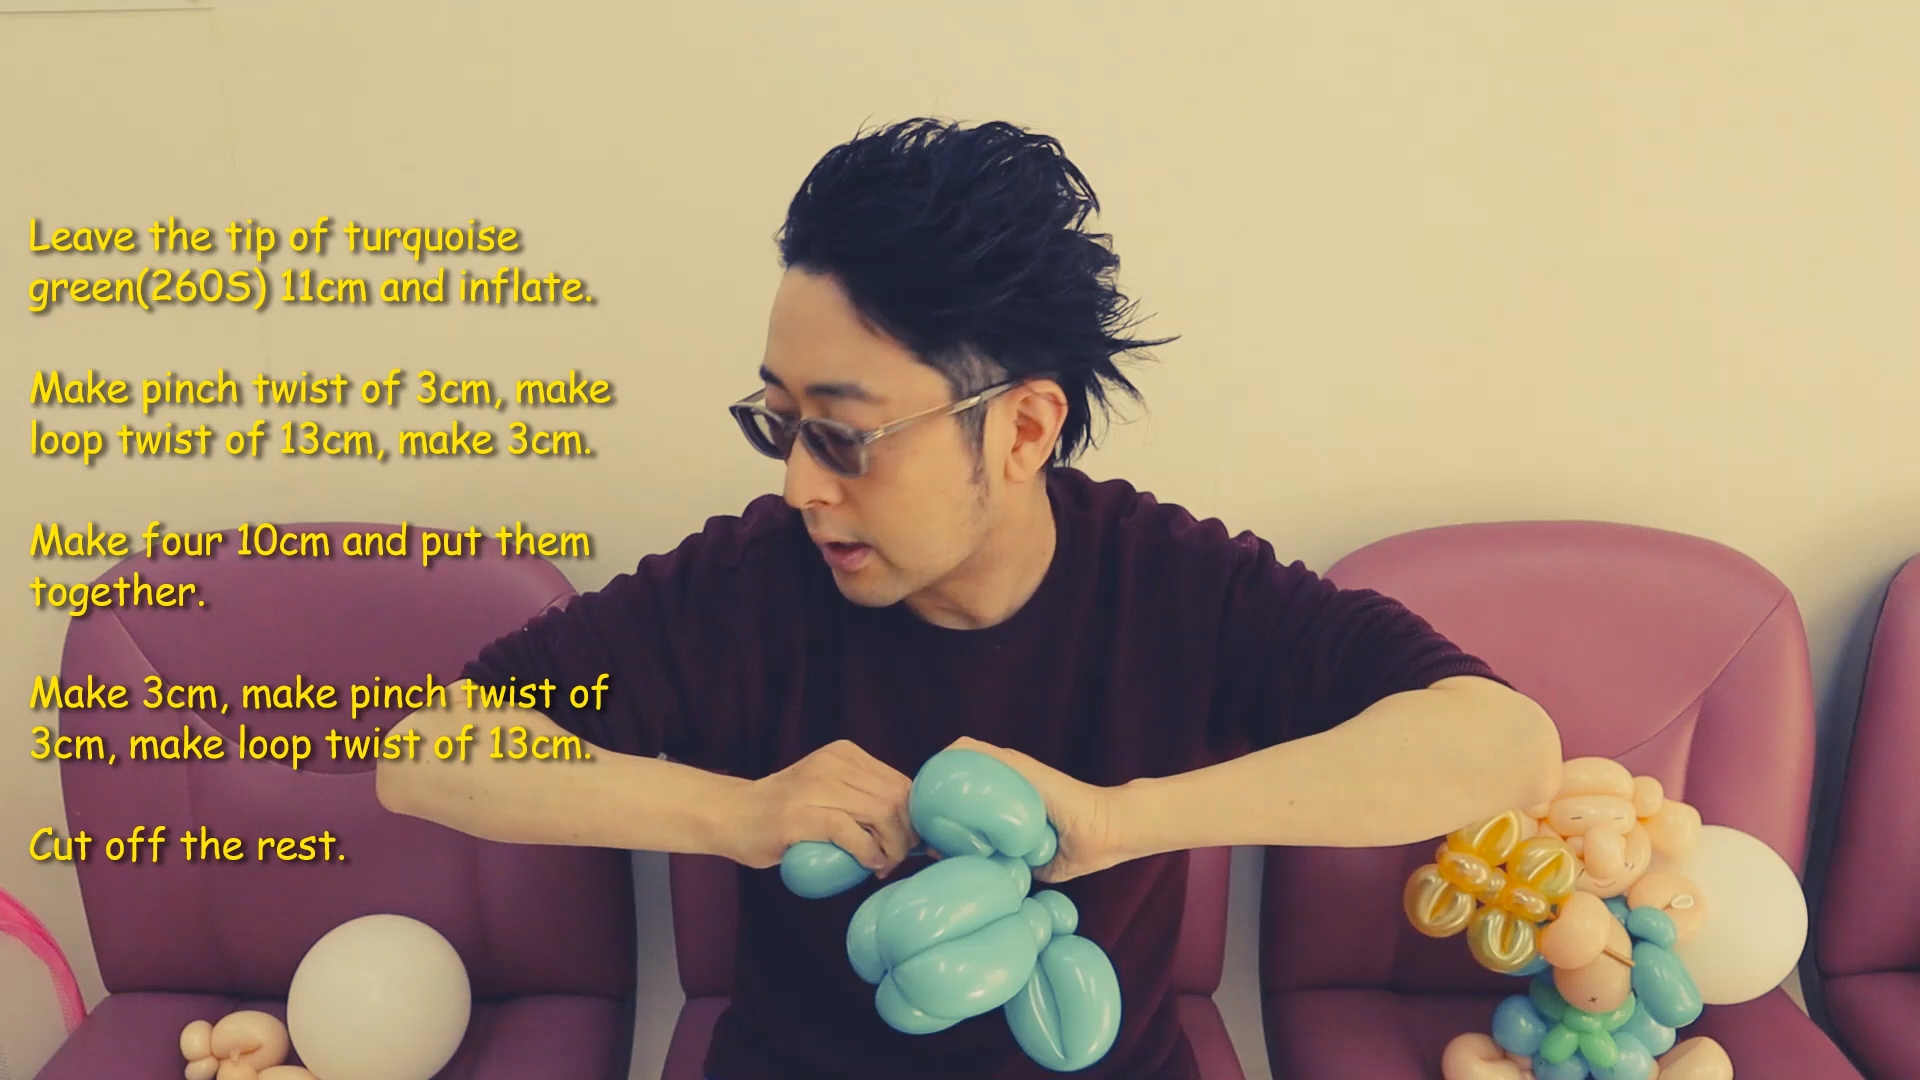 Leave the tip of turquoise
green(260S) 11cm and inflate.
Make pinch twist of 3cm, make
loop twist of 13cm, make 3cm.
Make four 10cm and put them
together.
Make 3cm, make pinch twist of
3cm, make loop twist of 13cm.
Cut off the rest.